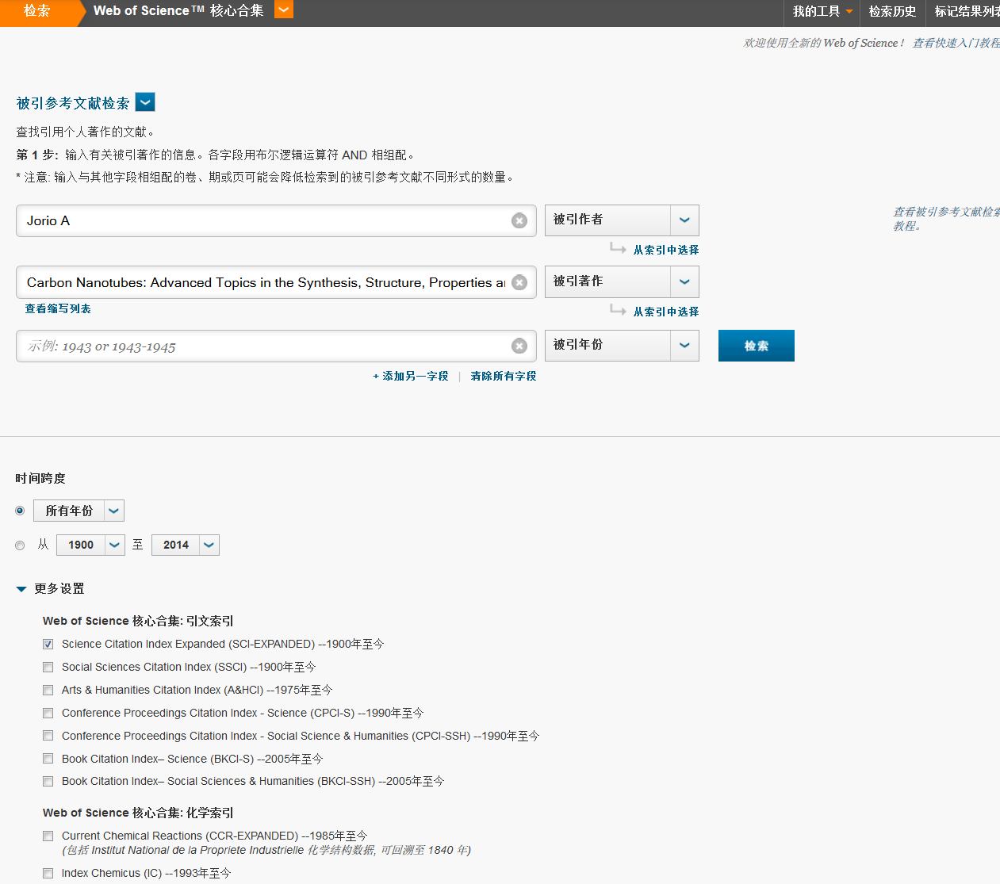 检索
Web of Science™ 核心合集
我的工具
检索历史
标记结果列表
欢迎使用全新的 Web of Science！ 查看快速入门教程
被引参考文献检索
查找引用个人著作的文献。
第 1 步: 输入有关被引著作的信息。各字段用布尔逻辑运算符 AND 相组配。
* 注意: 输入与其他字段相组配的卷、期或页可能会降低检索到的被引参考文献不同形式的数量。
Jorio A
被引作者
查看被引参考文献检索
教程。
从索引中选择
Carbon Nanotubes: Advanced Topics in the Synthesis, Structure, Properties
被引著作
查看缩写列表
从索引中选择
示例: 1943 or 1943-1945
被引年份
检索
+ 添加另一字段 | 清除所有字段
时间跨度
所有年份
从 1900 至 2014
更多设置
Web of Science 核心合集: 引文索引
Science Citation Index Expanded (SCI-EXPANDED) --1900年至今
Social Sciences Citation Index (SSCI) --1900年至今
Arts & Humanities Citation Index (A&HCI) --1975年至今
Conference Proceedings Citation Index - Science (CPCI-S) --1990年至今
Conference Proceedings Citation Index - Social Science & Humanities (CPCI-SSH) --1990年至今
Book Citation Index– Science (BKCI-S) --2005年至今
Book Citation Index– Social Sciences & Humanities (BKCI-SSH) --2005年至今
Web of Science 核心合集: 化学索引
Current Chemical Reactions (CCR-EXPANDED) --1985年至今
(包括 Institut National de la Propriete Industrielle 化学结构数据, 可回溯至 1840 年)
Index Chemicus (IC) --1993年至今